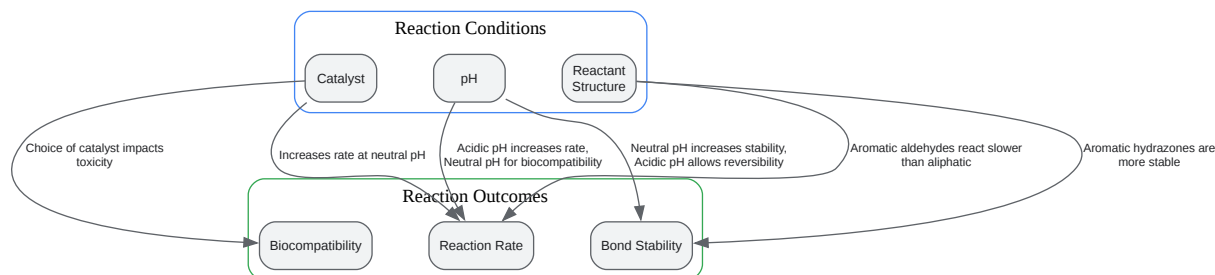 Reaction Conditions
Catalyst
pH
Reactant
Structure
Choice of catalyst impacts
toxicity
Increases rate at neutral pH
Acidic pH increases rate,
Neutral pH for biocompatibility
Neutral pH increases stability,
Acidic pH allows reversibility
Aromatic aldehydes react slower
than aliphatic
Aromatic hydrazones are
more stable
Reaction Outcomes
Biocompatibility
Reaction Rate
Bond Stability